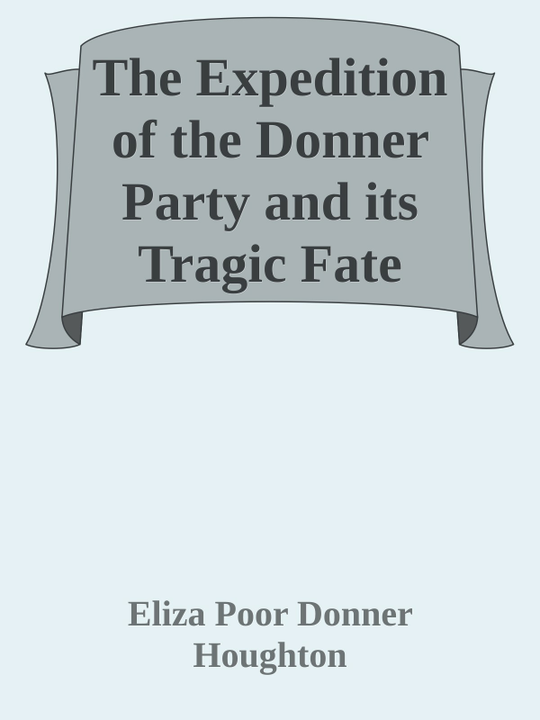 The Expedition
of the Donner
Party and its
Tragic Fate
Eliza Poor Donner
Houghton